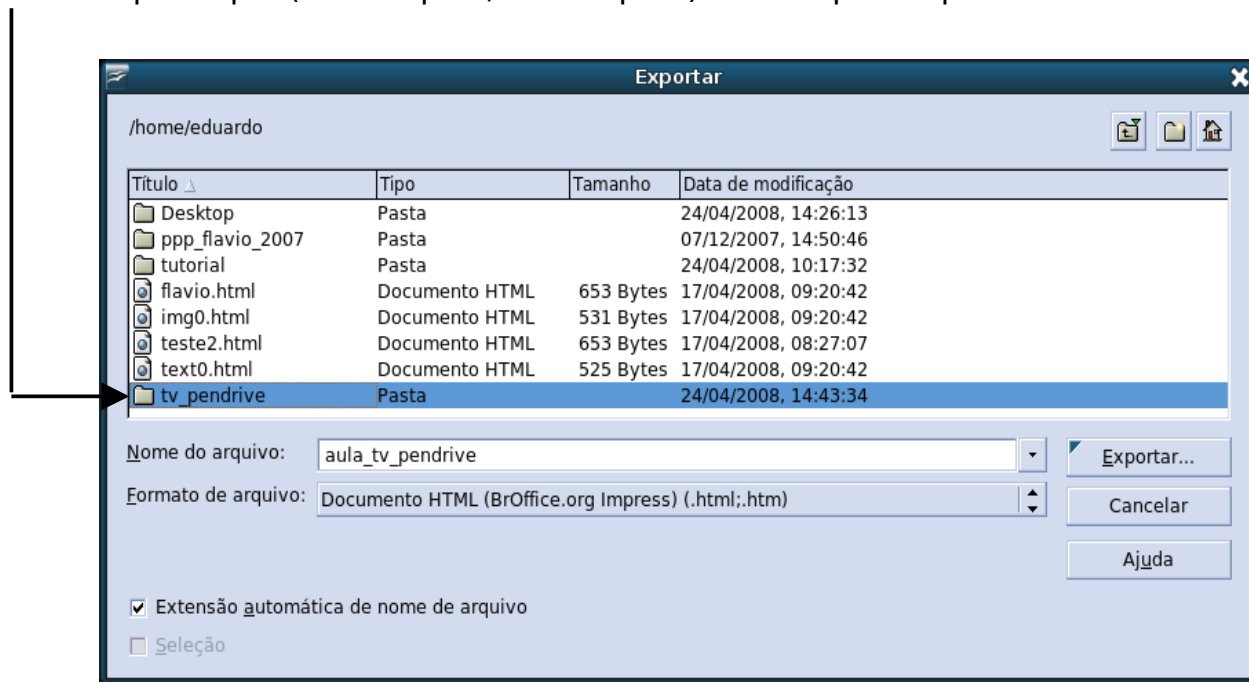 Exportar
/home/eduardo
Título Tipo Tamanho Data de modificação
Desktop Pasta 24/04/2008, 14:26:13
ppp_flavio_2007 Pasta 07/12/2007, 14:50:46
tutorial Pasta 24/04/2008, 10:17:32
flavio.html Documento HTML 653 Bytes 17/04/2008, 09:20:42
img0.html Documento HTML 531 Bytes 17/04/2008, 09:20:42
teste2.html Documento HTML 653 Bytes 17/04/2008, 08:27:07
text0.html Documento HTML 525 Bytes 17/04/2008, 09:20:42
tv_pendrive Pasta 24/04/2008, 14:43:34
Nome do arquivo: aula_tv_pendrive Exportar...
Formato de arquivo: Documento HTML (BrOffice.org Impress) (.html;.htm) Cancelar
Ajuda
Extensão automática de nome de arquivo
Seleção